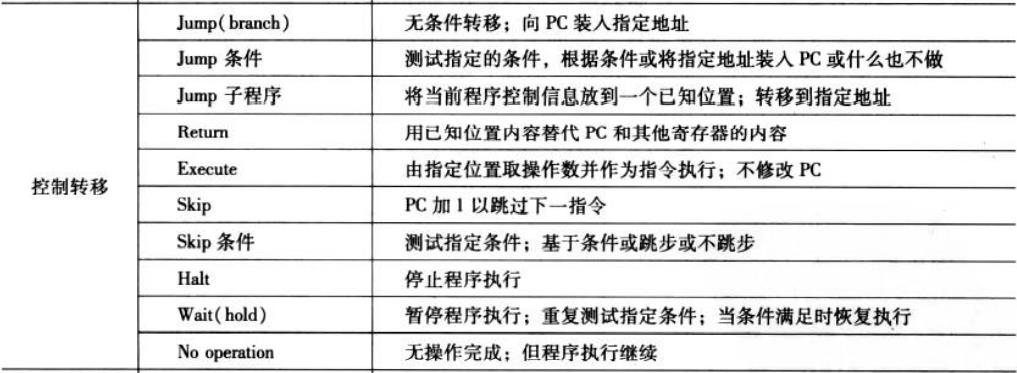 Jump(branch) 无条件转移；向 PC 装入指定地址
Jump 条件 测试指定的条件，根据条件或将指定地址装入 PC 或什么也不做
Jump 子程序 将当前程序控制信息放到一个已知位置；转移到指定地址
Return 用已知位置内容替代 PC 和其他寄存器的内容
Execute 由指定位置取操作数并作为指令执行；不修改 PC
控制转移
Skip PC 加 1 以跳过下一指令
Skip 条件 测试指定条件；基于条件或跳步或不跳步
Halt 停止程序执行
Wait(hold) 暂停程序执行；重复测试指定条件；当条件满足时恢复执行
No operation 无操作完成；但程序执行继续